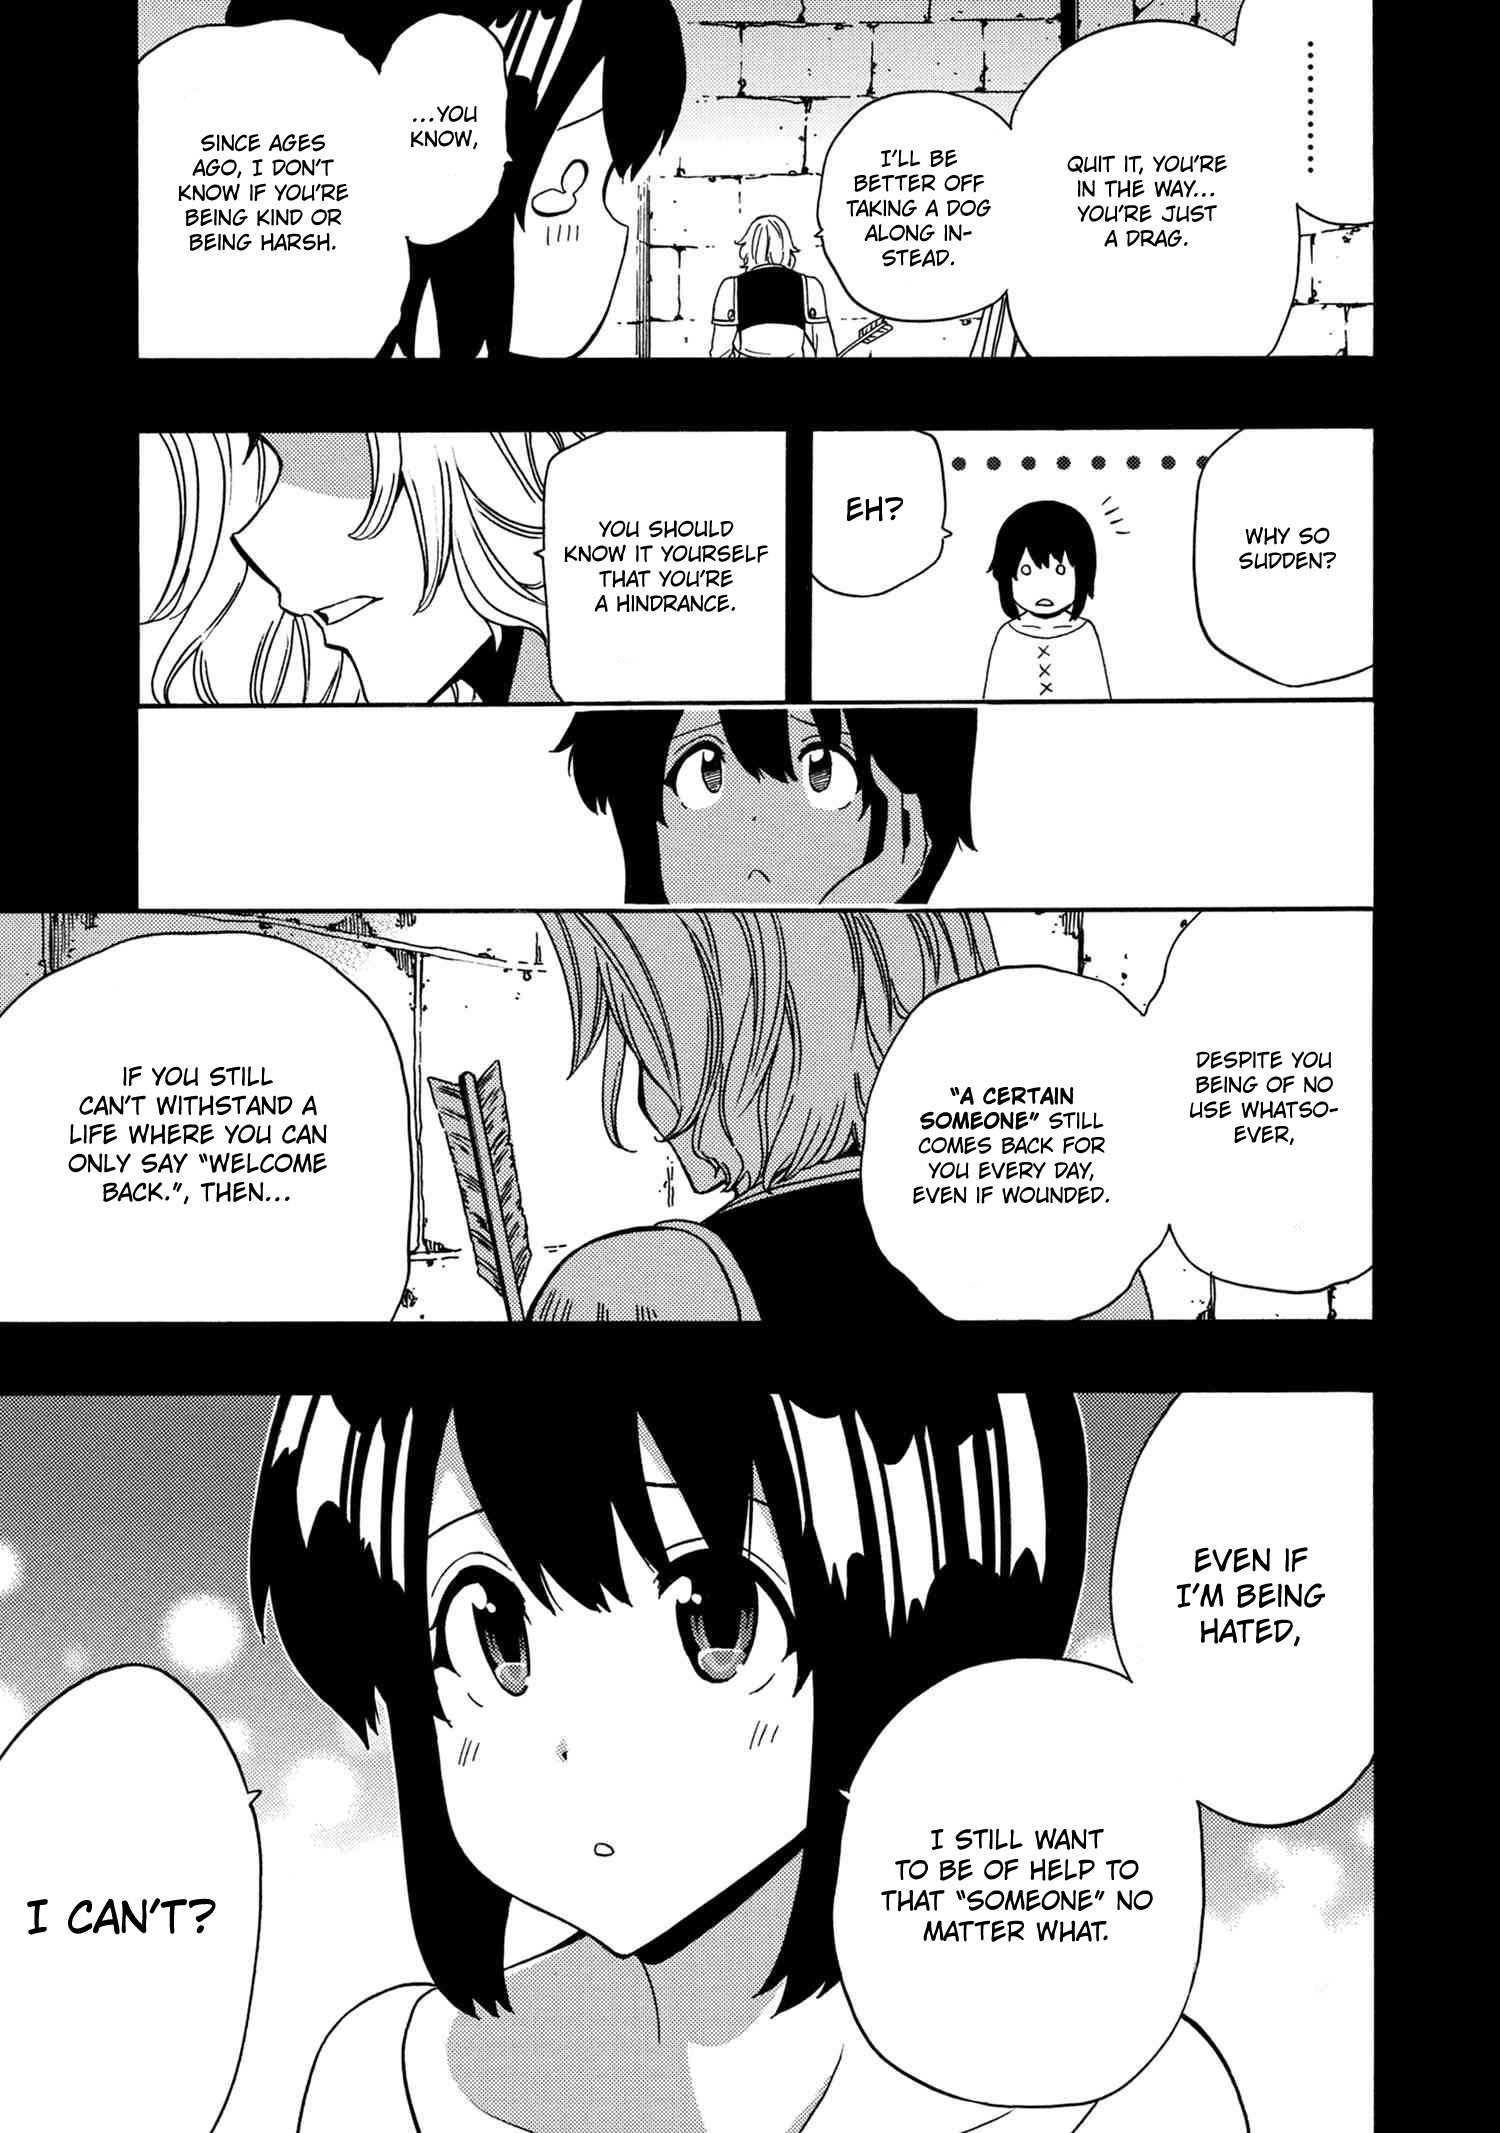 ..........
QUIT IT, YOU'RE
IN THE WAY...
YOU'RE JUST
A DRAG.
I'LL BE
BETTER OFF
TAKING A DOG
ALONG IN-
STEAD.
...YOU
KNOW,
SINCE AGES
AGO, I DON'T
KNOW IF YOU'RE
BEING KIND OR
BEING HARSH.
WHY SO
SUDDEN?
EH?
YOU SHOULD
KNOW IT YOURSELF
THAT YOU'RE
A HINDRANCE.
DESPITE YOU
BEING OF NO
USE WHATSO-
EVER,
"A CERTAIN
SOMEONE" STILL
COMES BACK FOR
YOU EVERY DAY,
EVEN IF WOUNDED.
IF YOU STILL
CAN'T WITHSTAND A
LIFE WHERE YOU CAN
ONLY SAY "WELCOME
BACK.", THEN...
EVEN IF
I'M BEING
HATED,
I STILL WANT
TO BE OF HELP TO
THAT "SOMEONE" NO
MATTER WHAT.
I CAN'T?